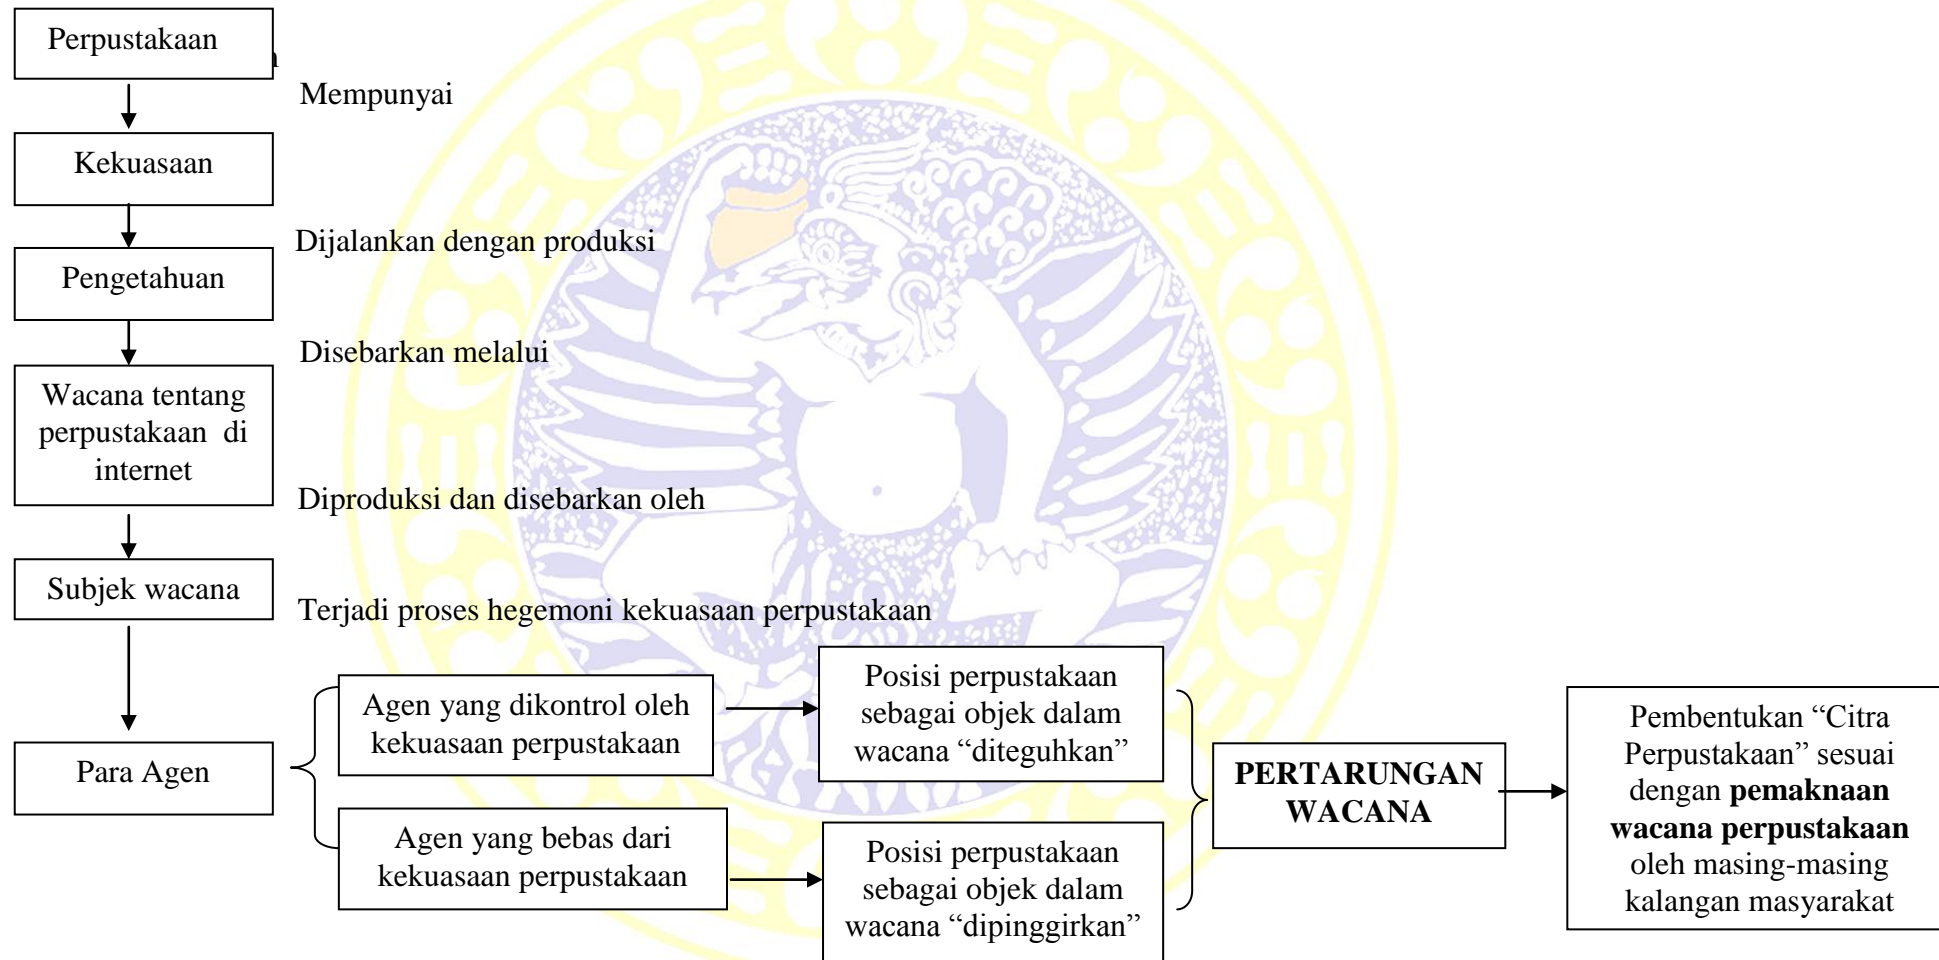 Perpustakaan
Mempunyai
Kekuasaan
Dijalankan dengan produksi
Pengetahuan
Disebarkan melalui
Wacana tentang
perpustakaan di
internet
Diproduksi dan disebarkan oleh
Subjek wacana
Terjadi proses hegemoni kekuasaan perpustakaan
Para Agen
Agen yang dikontrol oleh
kekuasaan perpustakaan
Posisi perpustakaan
sebagai objek dalam
wacana “diteguhkan”
Agen yang bebas dari
kekuasaan perpustakaan
Posisi perpustakaan
sebagai objek dalam
wacana “dipinggirkan”
PERTARUNGAN
WACANA
Pembentukan “Citra
Perpustakaan” sesuai
dengan pemaknaan
wacana perpustakaan
oleh masing-masing
kalangan masyarakat